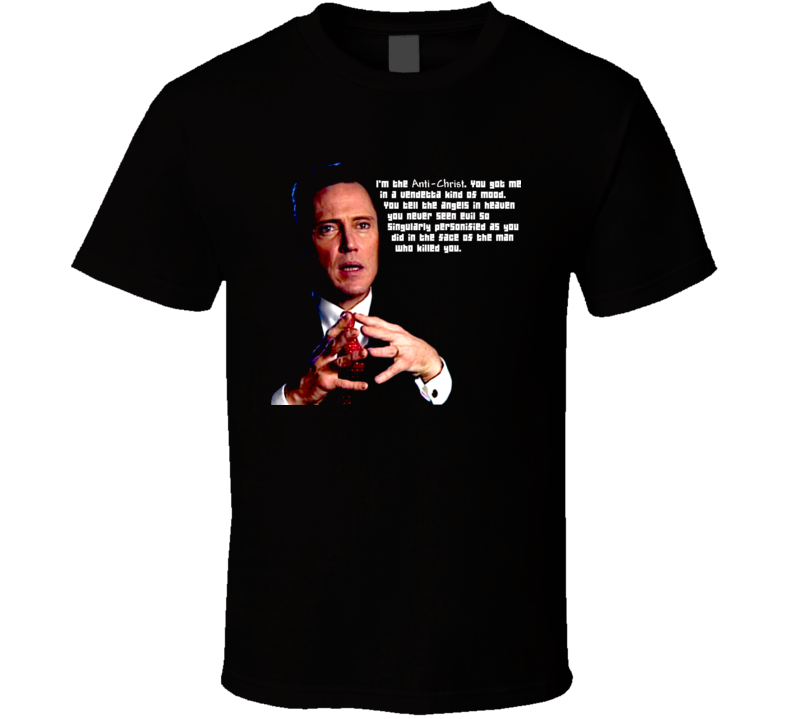 I'm the Anti-Christ. You got me
in a vendetta kind of mood.
You tell the angels in heaven
you never seen evil so
singularly personified as you
did in the face of the man
who killed you.